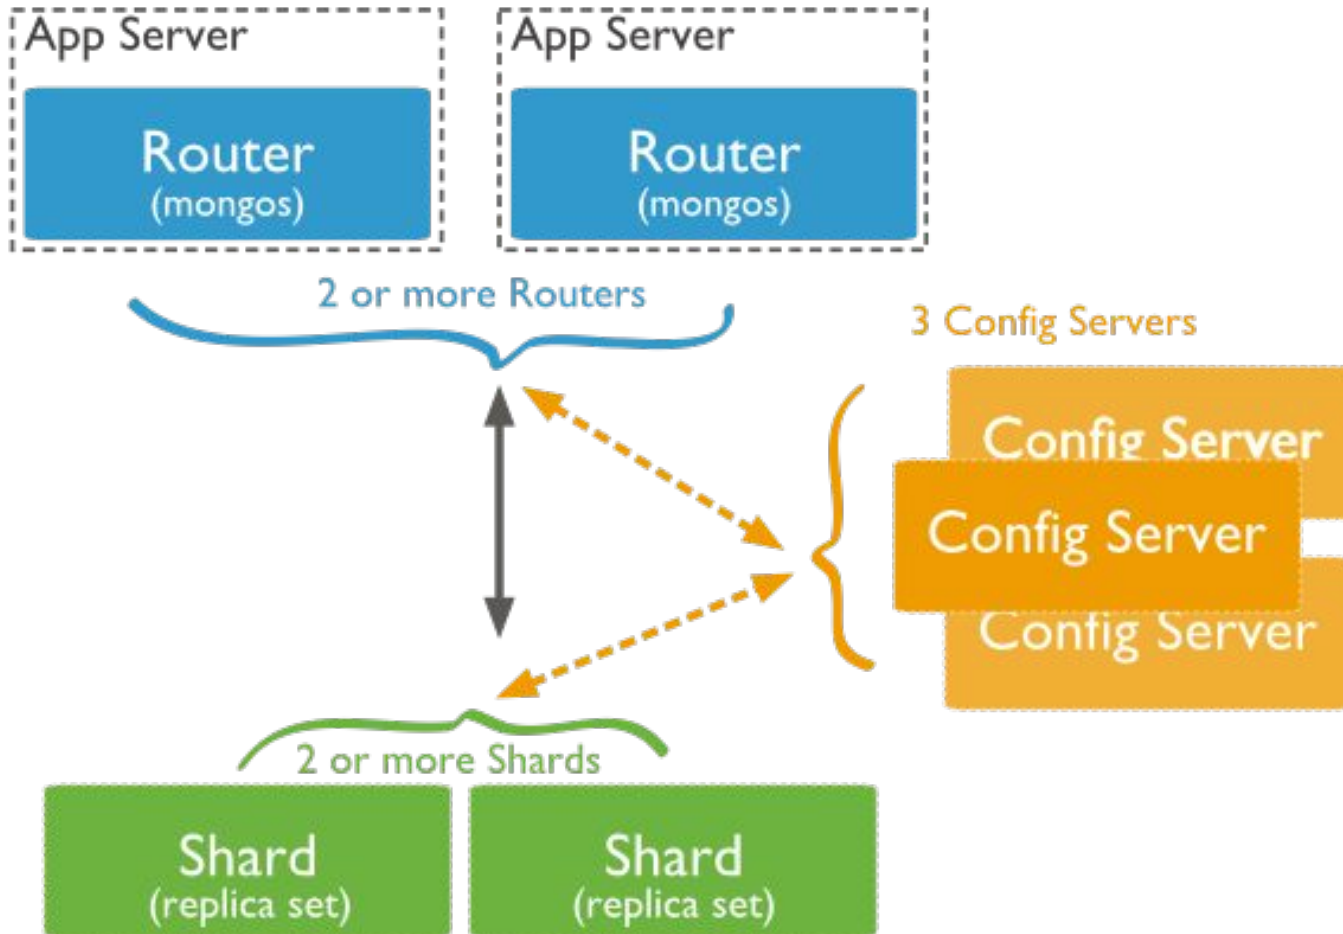 App Server
App Server
Router
(mongos)
Router
(mongos)
2 or more Routers
3 Config Servers
Config Server
Config Server
Config Server
2 or more Shards
Shard
(replica set)
Shard
(replica set)